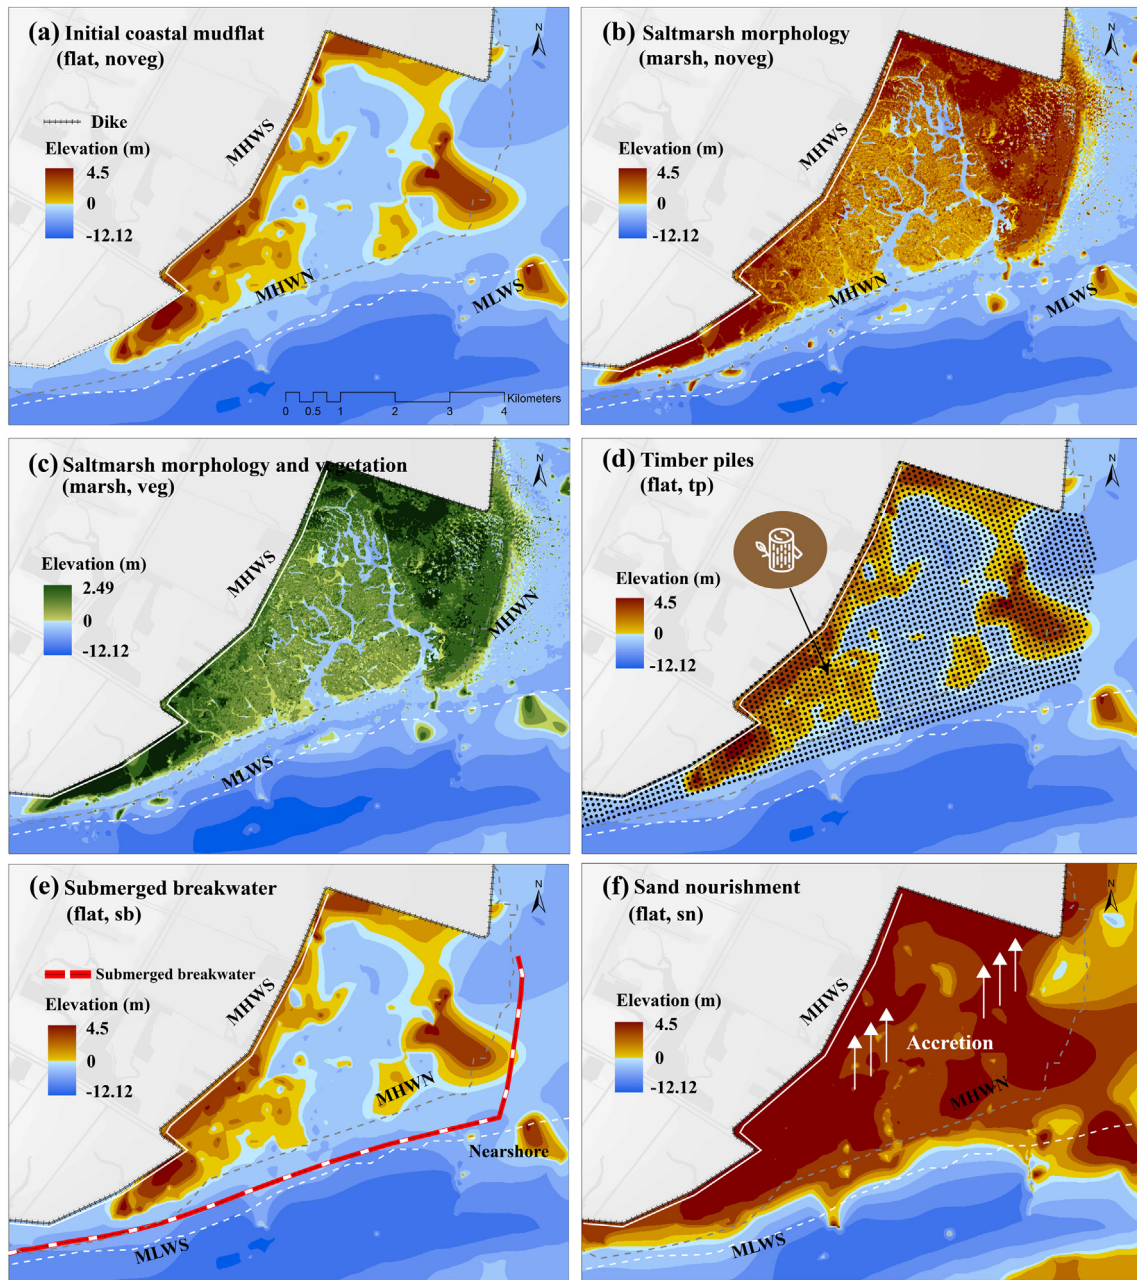 (a) Initial coastal mudflat
(flat, noveg)
N
Dike
Elevation (m)
4.5
0
-12.12
MHWS
MHWN
MLWS
Kilometers
0 0.5 1 2 3 4
(b) Saltmarsh morphology
(marsh, noveg)
N
Elevation (m)
4.5
0
-12.12
MHWS
MHWN
MLWS
(c) Saltmarsh morphology and vegetation
(marsh, veg)
N
Elevation (m)
2.49
0
-12.12
MHWS
MHWN
MLWS
(d) Timber piles
(flat, tp)
N
Elevation (m)
4.5
0
-12.12
(e) Submerged breakwater
(flat, sb)
N
Submerged breakwater
Elevation (m)
4.5
0
-12.12
MHWS
MHWN
Nearshore
MLWS
(f) Sand nourishment
(flat, sn)
N
Elevation (m)
4.5
0
-12.12
MHWS
Accretion
MHWN
MLWS